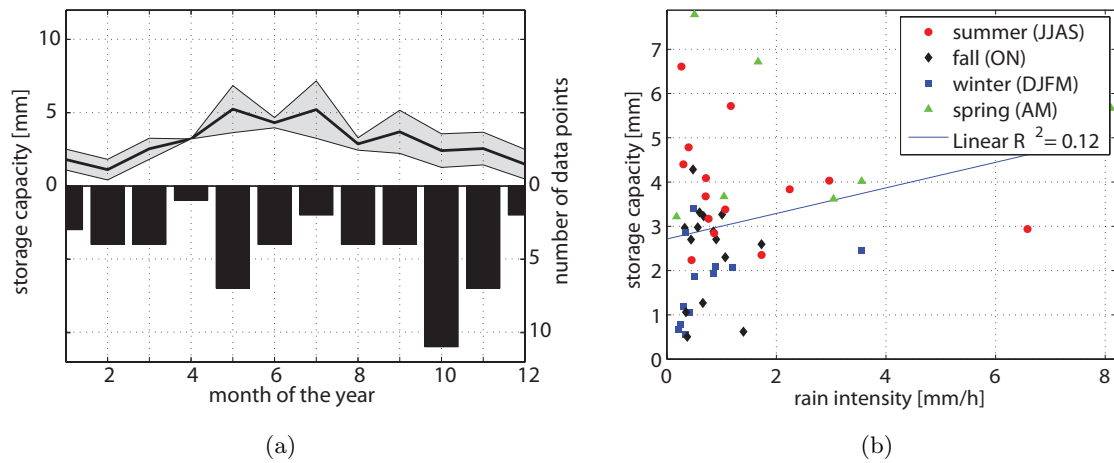 10
5
0
storage capacity [mm]
0
5
10
number of data points
2
4
6
8
10
12
month of the year
(a)
7
6
5
4
3
2
1
0
storage capacity [mm]
0
2
4
6
8
rain intensity [mm/h]
summer (JJAS)
fall (ON)
winter (DJFM)
spring (AM)
Linear R 2 = 0.12
(b)